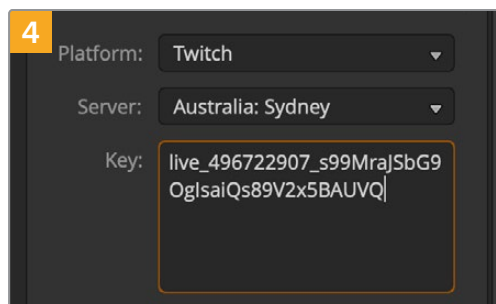 4
Platform: Twitch
Server: Australia: Sydney
Key: live_496722907_s99MraJSbG9
OgIsaiQs89V2x5BAUVQ